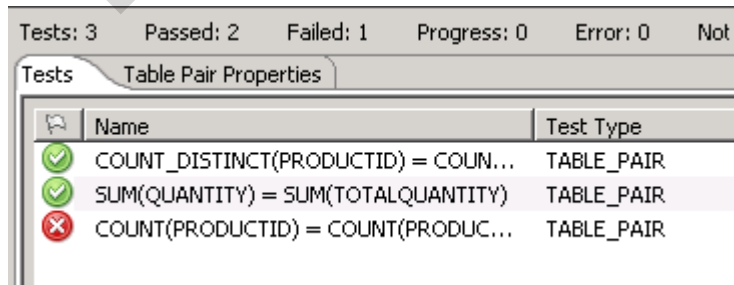 Tests: 3 Passed: 2 Failed: 1 Progress: 0 Error: 0 Not
Tests Table Pair Properties
Name Test Type
COUNT_DISTINCT(PRODUCTID) = COUN... TABLE_PAIR
SUM(QUANTITY) = SUM(TOTALQUANTITY) TABLE_PAIR
COUNT(PRODUCTID) = COUNT(PRODUC... TABLE_PAIR